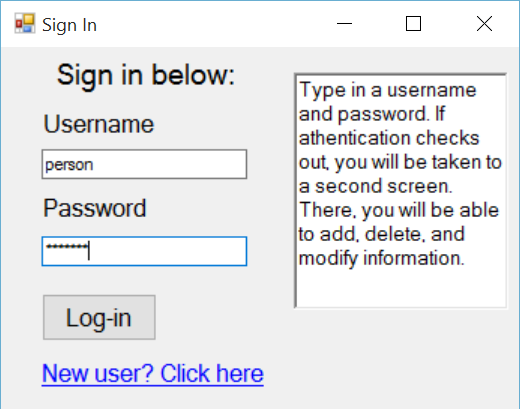 Sign In
Sign in below:
Username
person
Password
*******
Log-in
New user? Click here
Type in a username
and password. If
athentication checks
out, you will be taken to
a second screen.
There, you will be able
to add, delete, and
modify information.